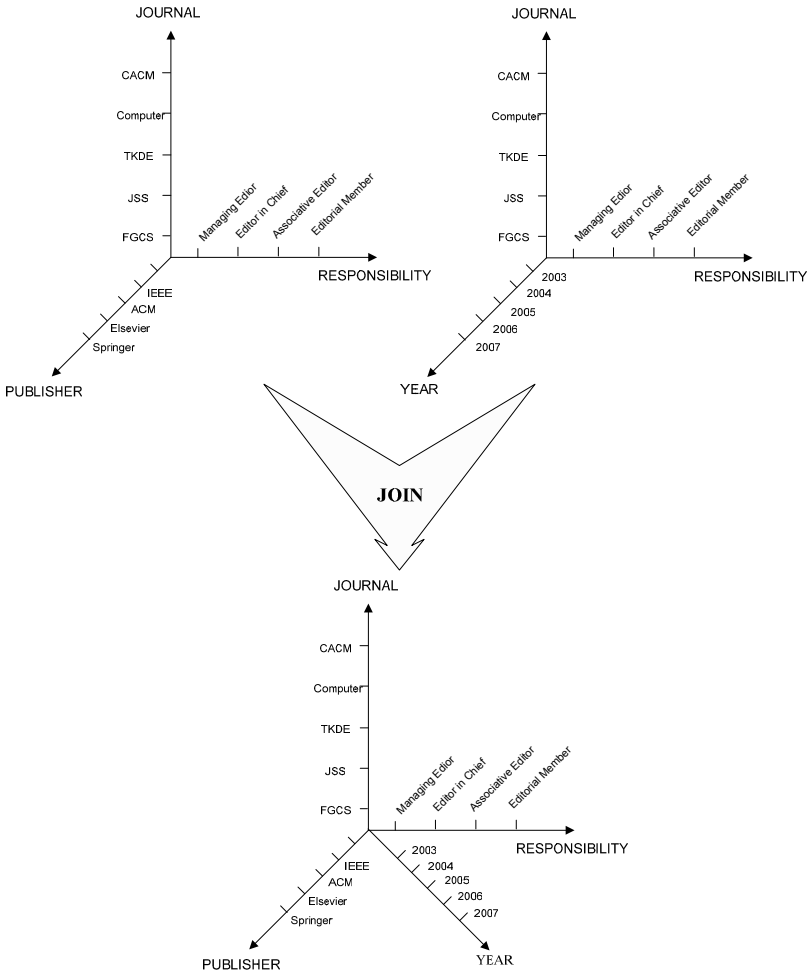 JOURNAL
CACM
Computer
TKDE
JSS
FGCS
Managing Edior
Editor in Chief
Associative Editor
Editorial Member
RESPONSIBILITY
IEEE
ACM
Elsevier
Springer
PUBLISHER
JOURNAL
CACM
Computer
TKDE
JSS
FGCS
Managing Edior
Editor in Chief
Associative Editor
Editorial Member
RESPONSIBILITY
2003
2004
2005
2006
2007
YEAR
JOIN
JOURNAL
CACM
Computer
TKDE
JSS
FGCS
Managing Edior
Editor in Chief
Associative Editor
Editorial Member
RESPONSIBILITY
IEEE
ACM
Elsevier
Springer
PUBLISHER
2003
2004
2005
2006
2007
YEAR